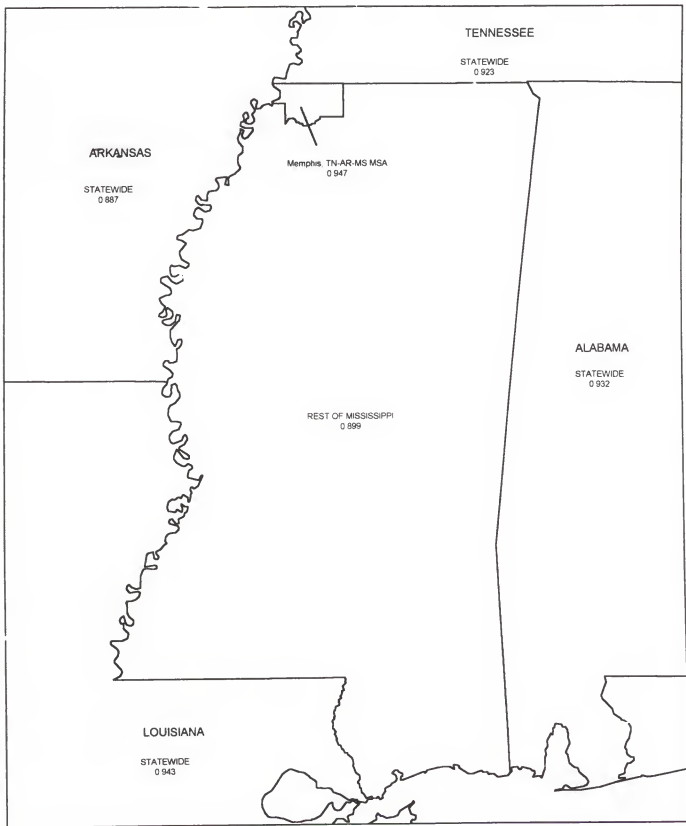 TENNESSEE
STATEWIDE
0 923
ARKANSAS
STATEWIDE
0 887
Memphis, TN-AR-MS MSA
0 947
ALABAMA
STATEWIDE
0 932
REST OF MISSISSIPPI
0 899
LOUISIANA
STATEWIDE
0 943